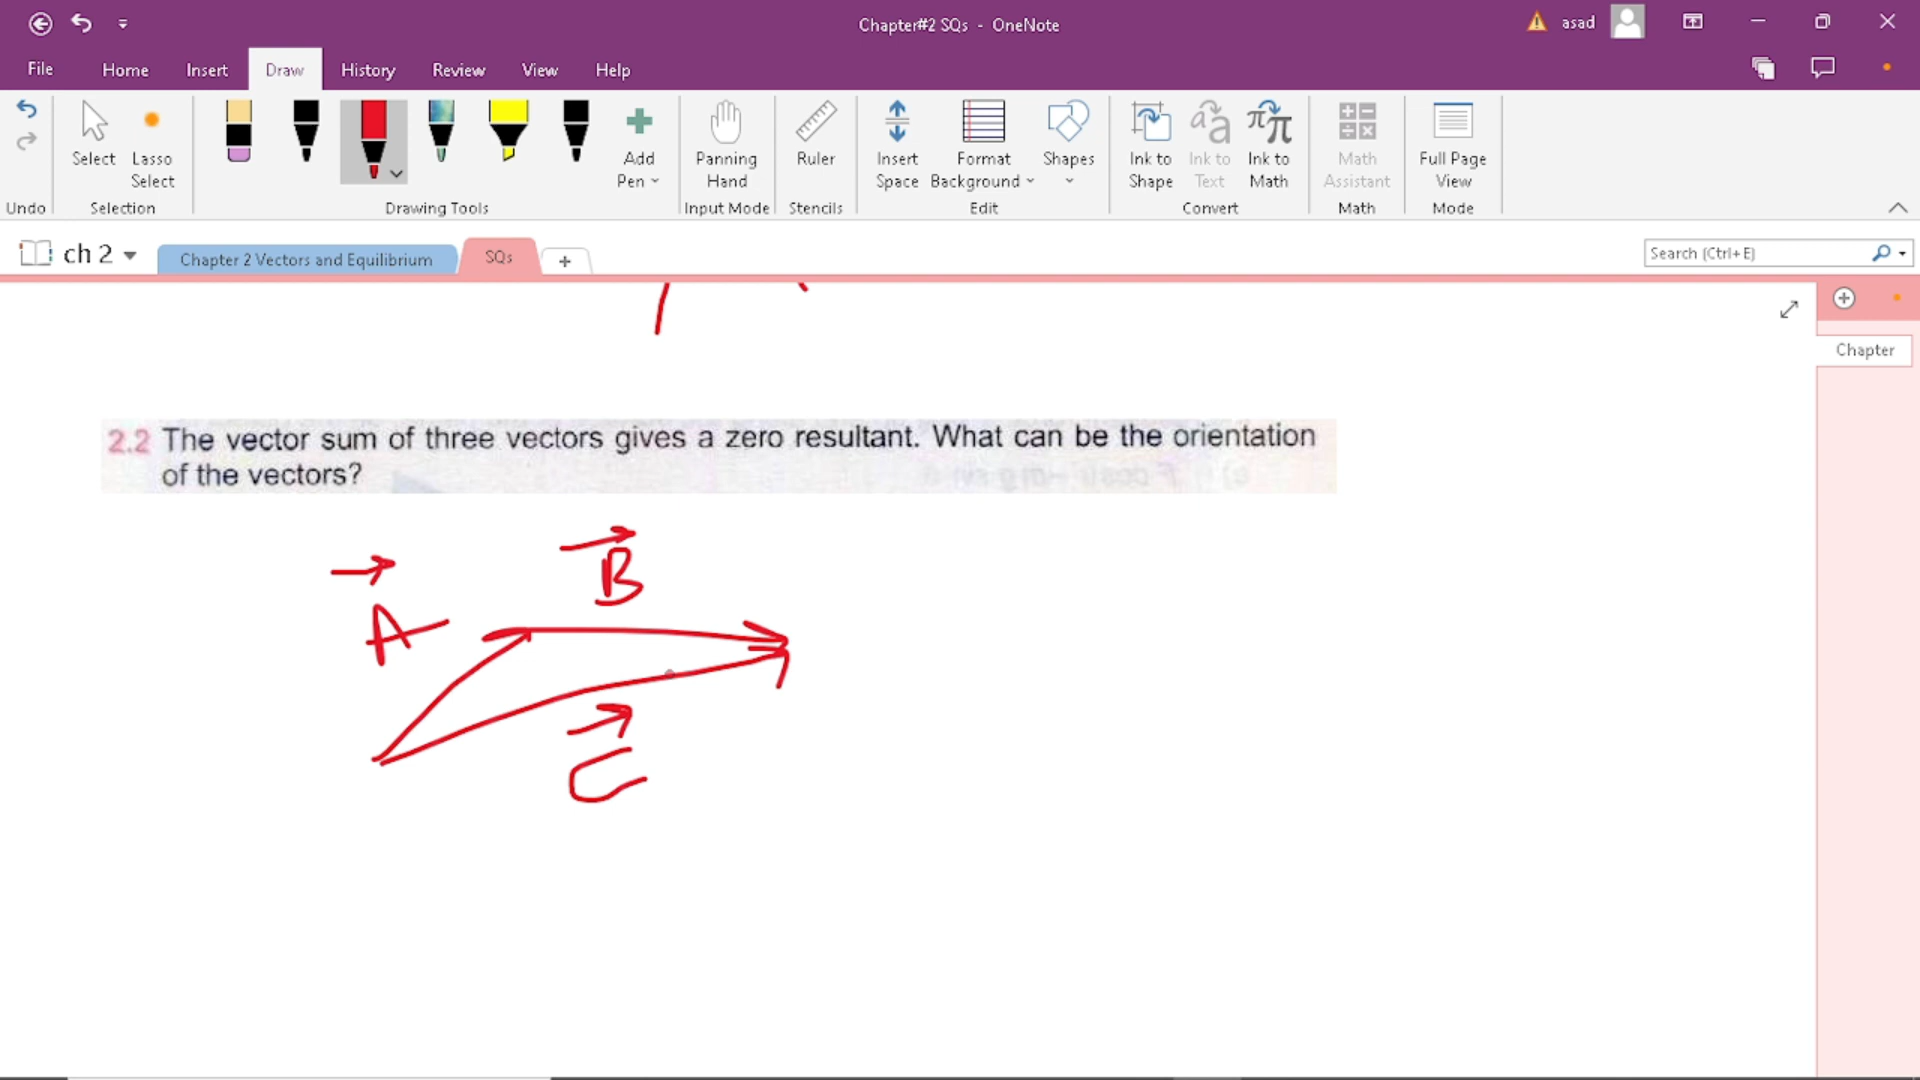 Chapter#2 SQs - OneNote
asad
File Home Insert Draw History Review View Help
Select
Lasso Select
Add Pen
Panning Hand
Ruler
Insert Space
Format Background
Shapes
Ink to Shape
Ink to Text
Ink to Math
Math Assistant
Full Page View
Undo Selection Drawing Tools Input Mode Stencils Edit Convert Math Mode
ch 2
Chapter 2 Vectors and Equilibrium
SQs
Search (Ctrl+E)
Chapter
2.2 The vector sum of three vectors gives a zero resultant. What can be the orientation
of the vectors?
B
A
C